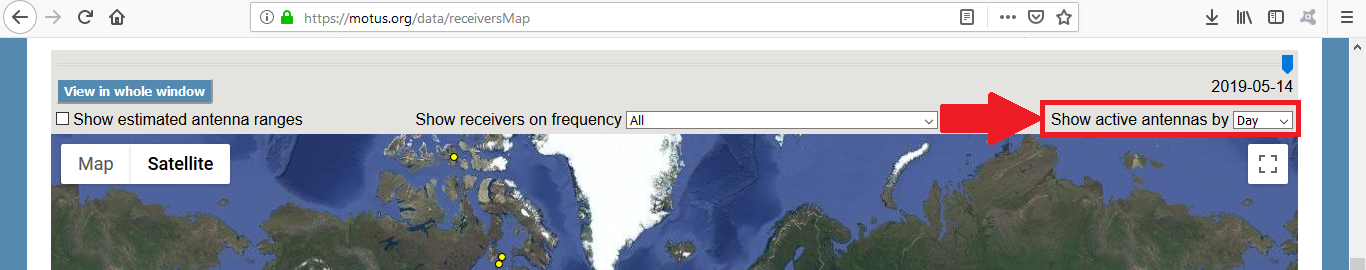 https://motus.org/data/receiversMap
View in whole window
2019-05-14
Show estimated antenna ranges Show receivers on frequency All Show active antennas by Day
Map Satellite